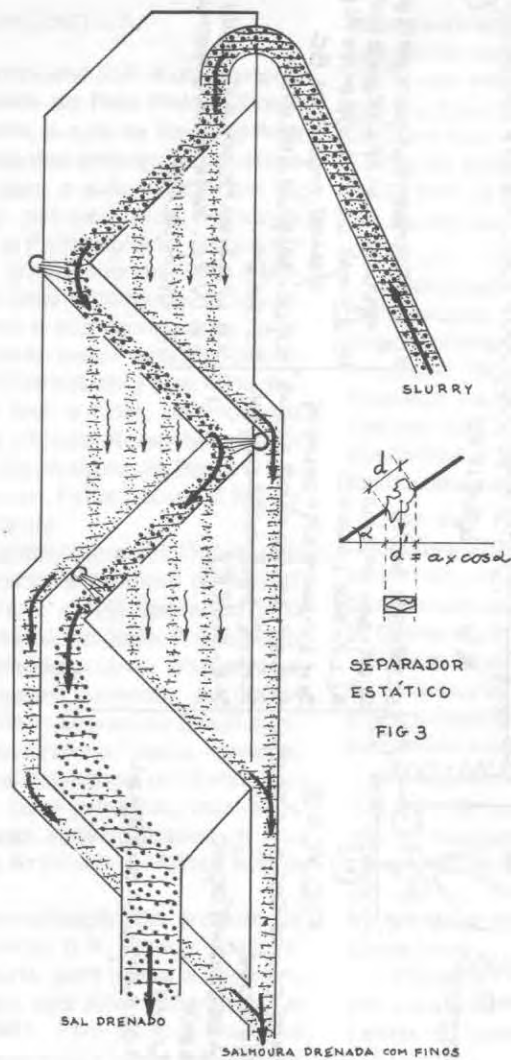 SLURRY
d
α
d = a x cos α
SEPARADOR
ESTÁTICO
FIG 3
SAL DRENADO
SALMOURA DRENADA COM FINOS